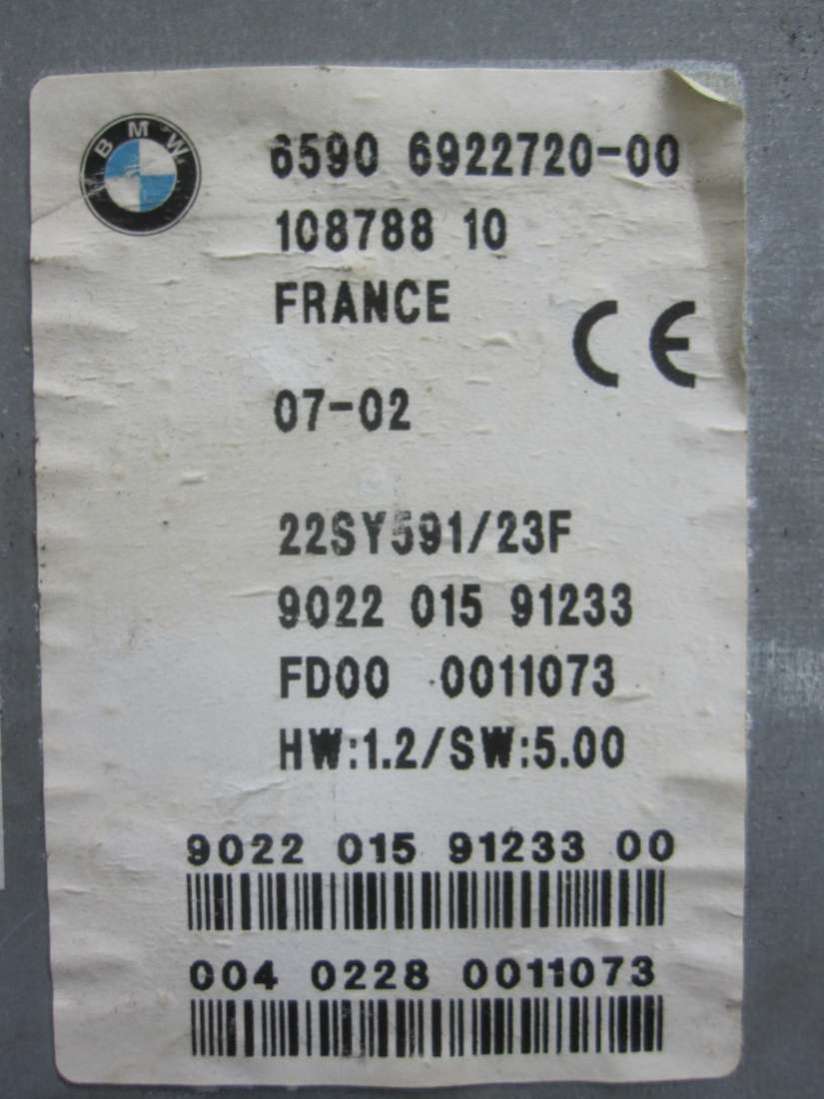 BMW
6590 6922720-00
108788 10
FRANCE
CE
07-02
22SY591/23F
9022 015 91233
FD00 0011073
HW:1.2/SW:5.00
9022 015 91233 00
004 0228 0011073